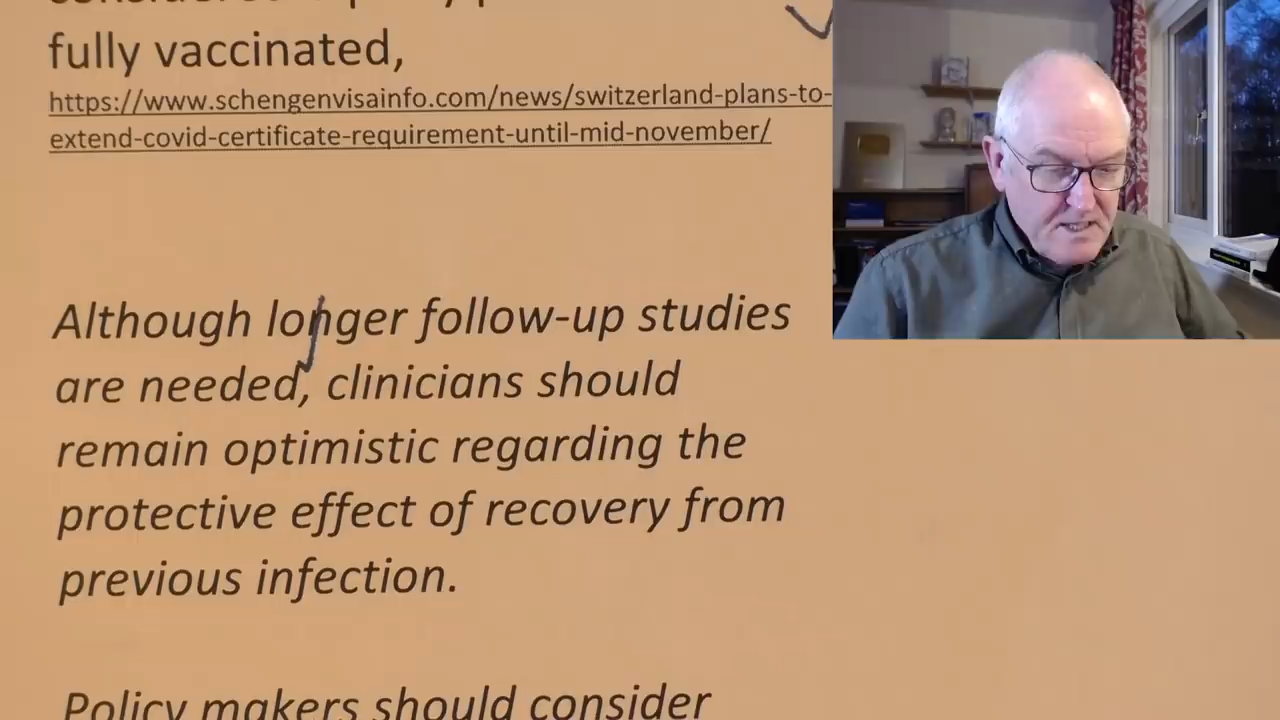 fully vaccinated,
https://www.schengenvisainfo.com/news/switzerland-plans-to-
extend-covid-certificate-requirement-until-mid-november/
Although longer follow-up studies
are needed, clinicians should
remain optimistic regarding the
protective effect of recovery from
previous infection.
Policy makers should consider